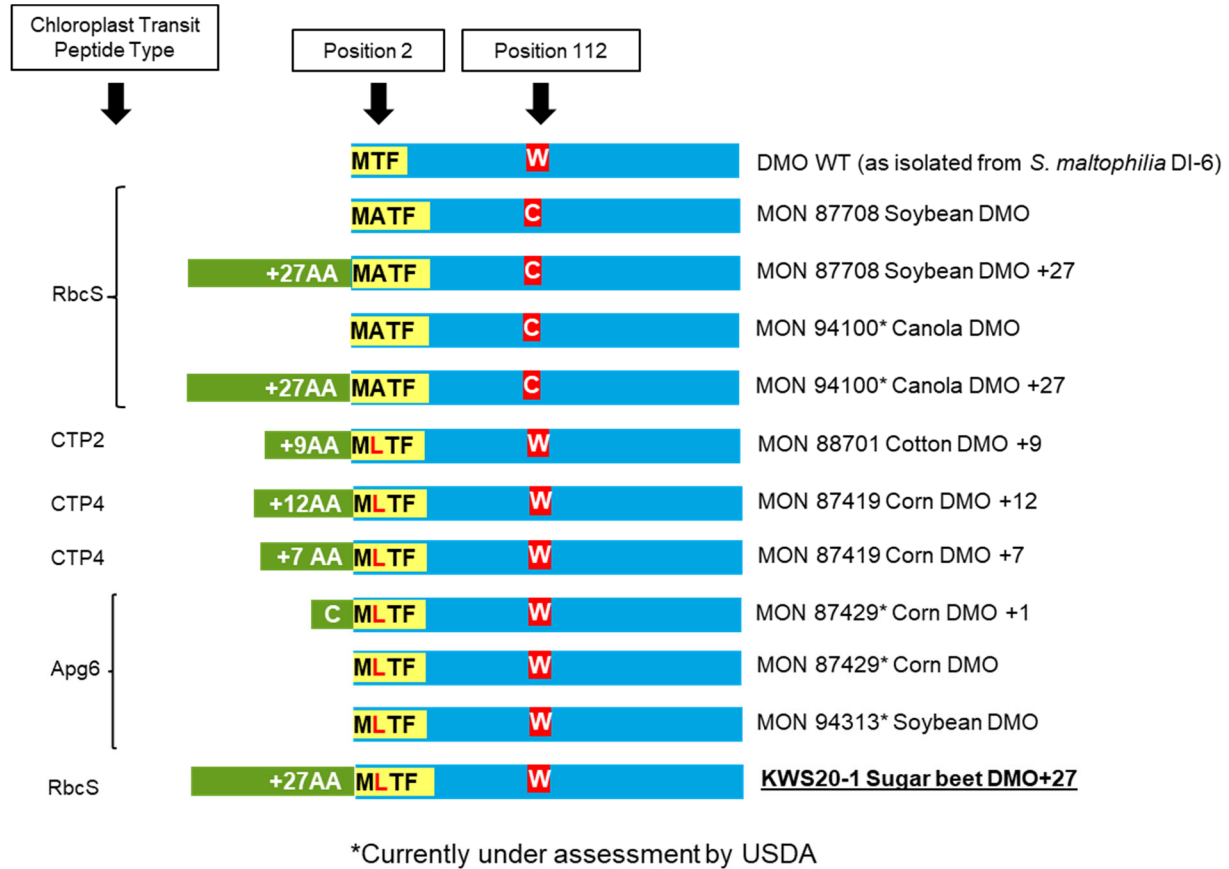 Chloroplast Transit
Peptide Type
Position 2
Position 112
MTF W DMO WT (as isolated from S. maltophilia DI-6)
MATF C MON 87708 Soybean DMO
+27AA MATF C MON 87708 Soybean DMO +27
RbcS
MATF C MON 94100* Canola DMO
+27AA MATF C MON 94100* Canola DMO +27
CTP2 +9AA MLTF W MON 88701 Cotton DMO +9
CTP4 +12AA MLTF W MON 87419 Corn DMO +12
CTP4 +7 AA MLTF W MON 87419 Corn DMO +7
C MLTF W MON 87429* Corn DMO +1
Apg6 MLTF W MON 87429* Corn DMO
MLTF W MON 94313* Soybean DMO
RbcS +27AA MLTF W KWS20-1 Sugar beet DMO+27
*Currently under assessment by USDA